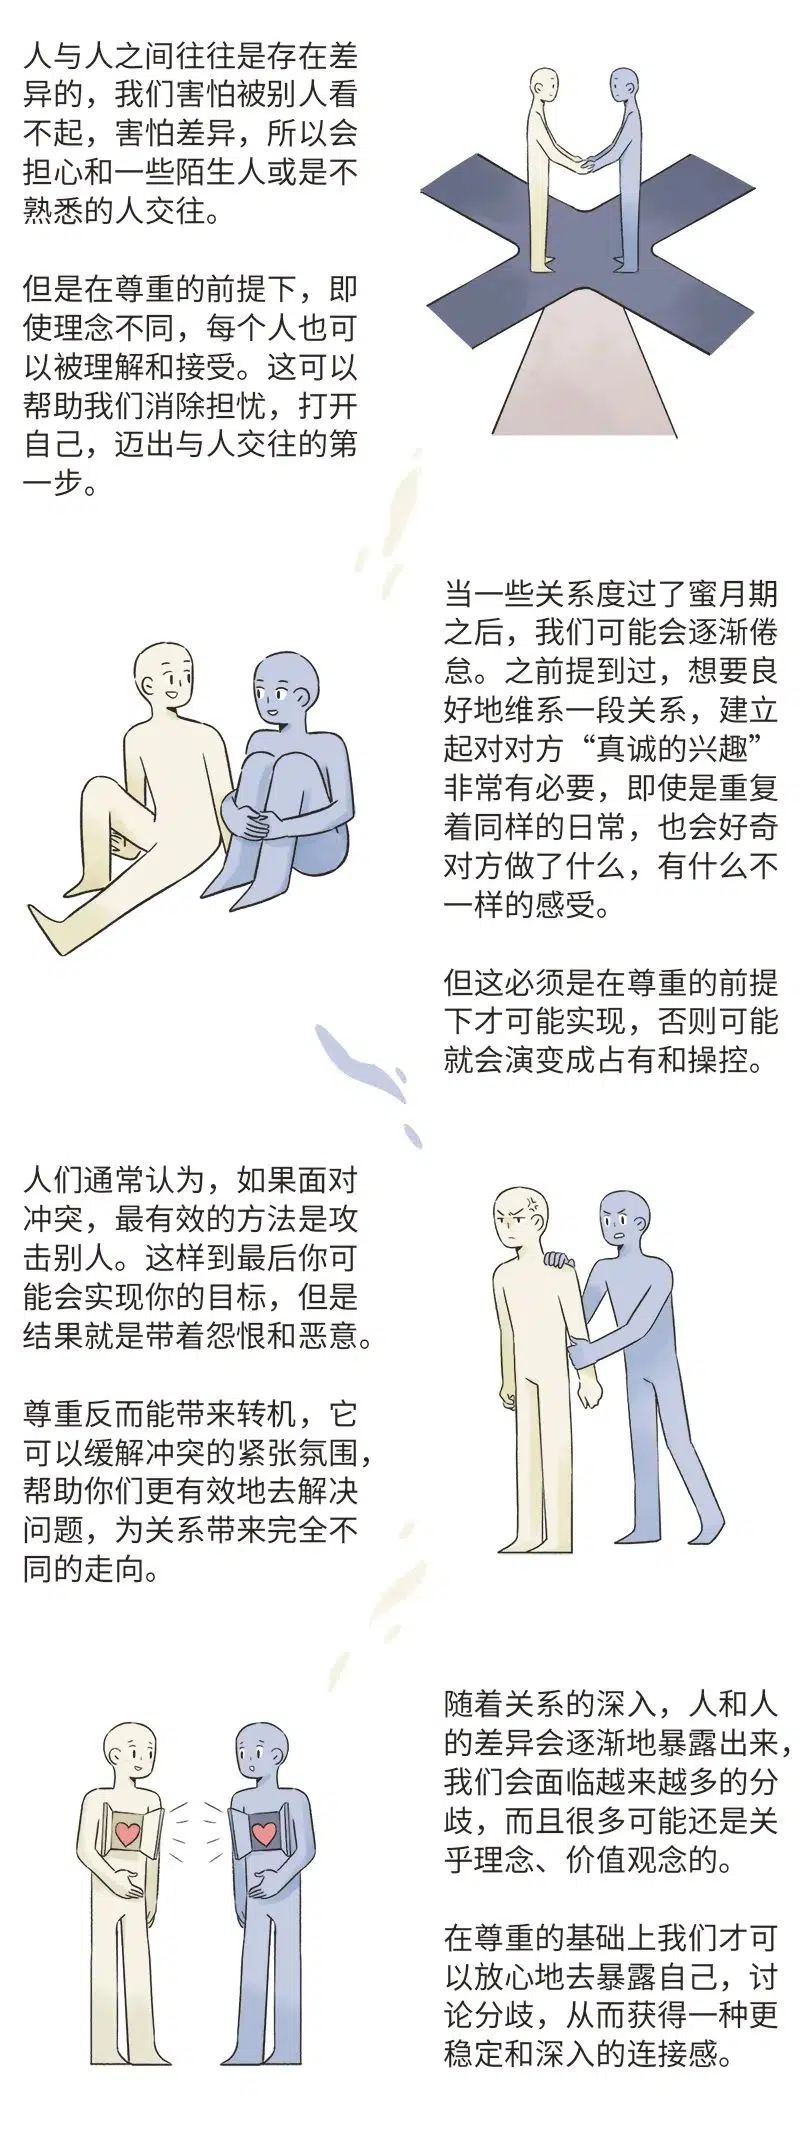 人与人之间往往是存在差
异的，我们害怕被别人看
不起，害怕差异，所以会
担心和一些陌生人或是不
熟悉的人交往。
但是在尊重的前提下，即
使理念不同，每个人也可
以被理解和接受。这可以
帮助我们消除担忧，打开
自己，迈出与人交往的第
一步。
当一些关系度过了蜜月期
之后，我们可能会逐渐倦
怠。之前提到过，想要良
好地维系一段关系，建立
起对对方“真诚的兴趣”
非常有必要，即使是重复
着同样的日常，也会好奇
对方做了什么，有什么不
一样的感受。
但这必须是在尊重的前提
下才可能实现，否则可能
就会演变成占有和操控。
人们通常认为，如果面对
冲突，最有效的方法是攻
击别人。这样到最后你可
能会实现你的目标，但是
结果就是带着怨恨和恶意。
尊重反而能带来转机，它
可以缓解冲突的紧张氛围，
帮助你们更有效地去解决
问题，为关系带来完全不
同的走向。
随着关系的深入，人和人
的差异会逐渐地暴露出来，
我们会面临越来越多的分
歧，而且很多可能还是关
乎理念、价值观念的。
在尊重的基础上我们才可
以放心地去暴露自己，讨
论分歧，从而获得一种更
稳定和深入的连接感。